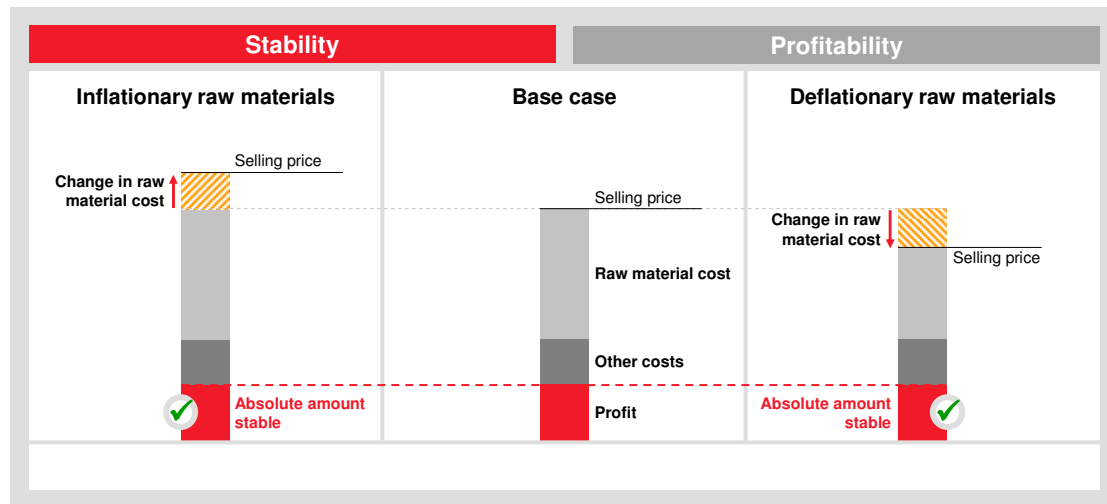 Stability
Profitability
Inflationary raw materials
Base case
Deflationary raw materials
Selling price
Change in raw
material cost
Selling price
Change in raw
material cost
Selling price
Raw material cost
Other costs
Absolute amount
stable
Profit
Absolute amount
stable